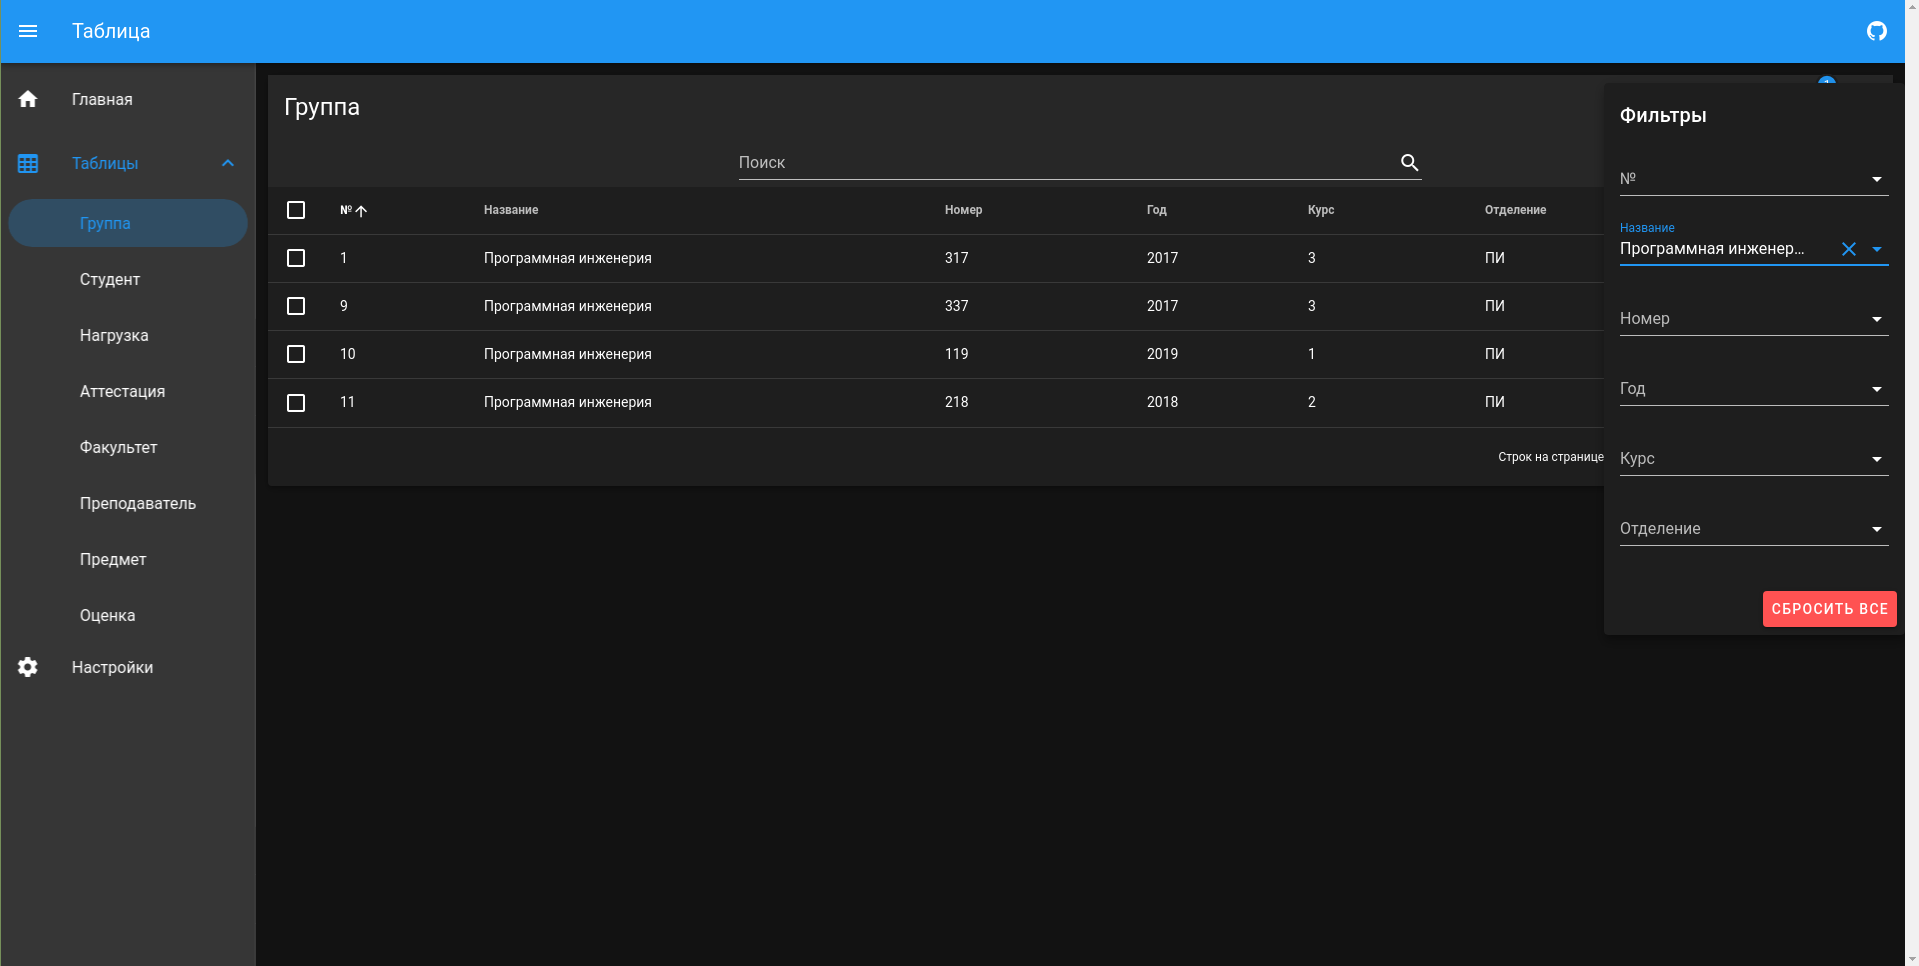 Таблица
Главная
Таблицы
Группа
Студент
Нагрузка
Аттестация
Факультет
Преподаватель
Предмет
Оценка
Настройки
Группа
Поиск
№ Название Номер Год Курс Отделение
1 Программная инженерия 317 2017 3 ПИ
9 Программная инженерия 337 2017 3 ПИ
10 Программная инженерия 119 2019 1 ПИ
11 Программная инженерия 218 2018 2 ПИ
Строк на странице
Фильтры
№
Название
Программная инженер...
Номер
Год
Курс
Отделение
СБРОСИТЬ ВСЕ